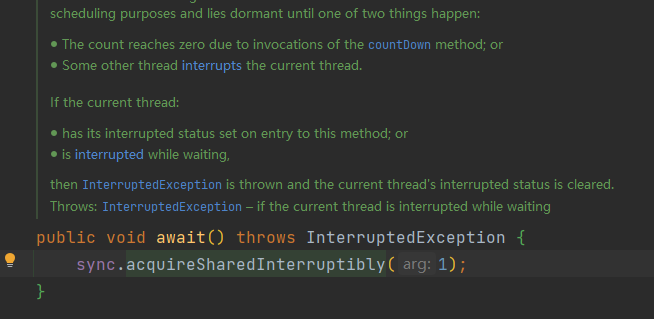 scheduling purposes and lies dormant until one of two things happen:
• The count reaches zero due to invocations of the countDown method; or
• Some other thread interrupts the current thread.
If the current thread:
• has its interrupted status set on entry to this method; or
• is interrupted while waiting,
then InterruptedException is thrown and the current thread's interrupted status is cleared.
Throws: InterruptedException – if the current thread is interrupted while waiting
public void await() throws InterruptedException {
sync.acquireSharedInterruptibly( arg: 1);
}